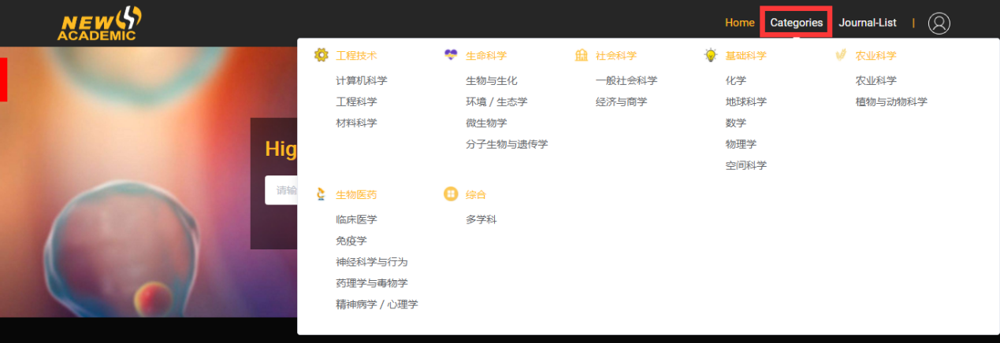 NEW
ACADEMIC
Home Categories Journal-List |
工程技术
计算机科学
工程科学
材料科学
生命科学
生物与生化
环境 / 生态学
微生物学
分子生物与遗传学
社会科学
一般社会科学
经济与商学
基础科学
化学
地球科学
数学
物理学
空间科学
农业科学
农业科学
植物与动物科学
Hig
请输
生物医药
临床医学
免疫学
神经科学与行为
药理学与毒物学
精神病学 / 心理学
综合
多学科